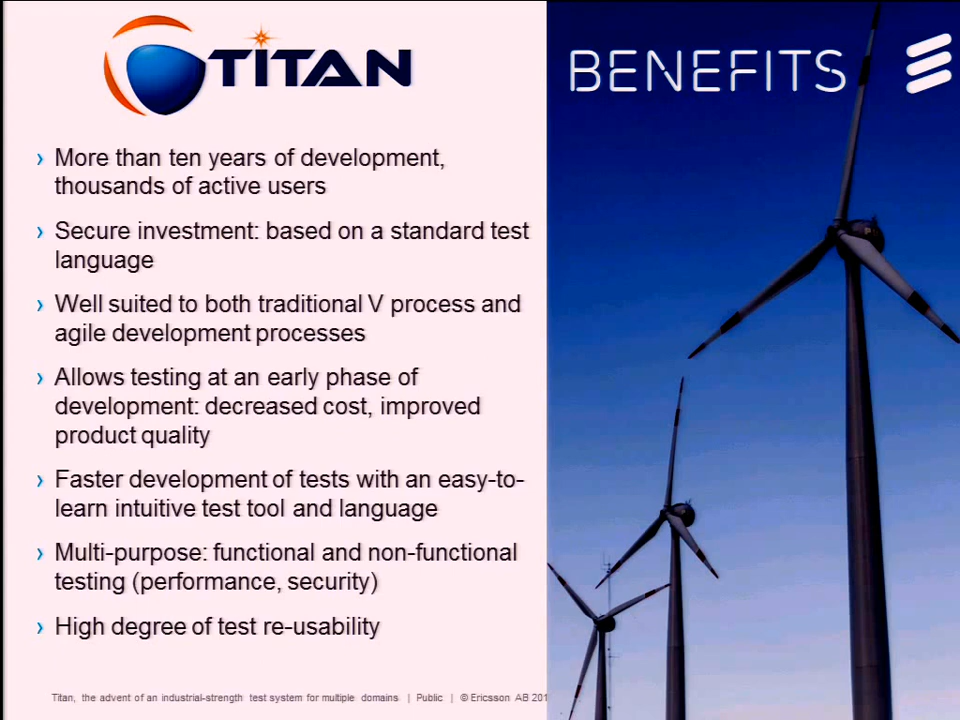 TITAN
BENEFITS
› More than ten years of development,
thousands of active users
› Secure investment: based on a standard test
language
› Well suited to both traditional V process and
agile development processes
› Allows testing at an early phase of
development: decreased cost, improved
product quality
› Faster development of tests with an easy-to-
learn intuitive test tool and language
› Multi-purpose: functional and non-functional
testing (performance, security)
› High degree of test re-usability
Titan, the advent of an industrial-strength test system for multiple domains | Public | © Ericsson AB 201